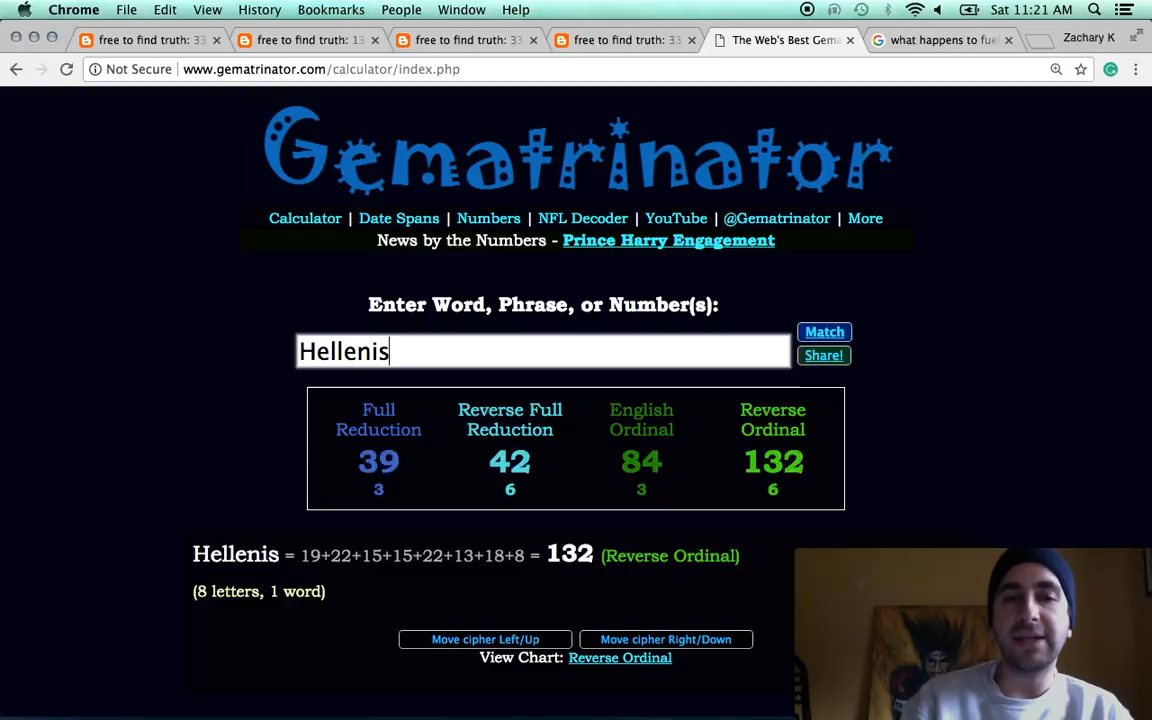 Chrome File Edit View History Bookmarks People Window Help Sat 11:21 AM
free to find truth: 33 × free to find truth: 13 × free to find truth: 33 × free to find truth: 33 × The Web's Best Gema × what happens to fue × Zachary K
Not Secure | www.gematrinator.com/calculator/index.php
Gematrinator
Calculator | Date Spans | Numbers | NFL Decoder | YouTube | @Gematrinator | More
News by the Numbers - Prince Harry Engagement
Enter Word, Phrase, or Number(s):
Hellenis
Match
Share!
Full Reduction Reverse Full Reduction English Ordinal Reverse Ordinal
39 42 84 132
3 6 3 6
Hellenis = 19+22+15+15+22+13+18+8 = 132 (Reverse Ordinal)
(8 letters, 1 word)
Move cipher Left/Up Move cipher Right/Down
View Chart: Reverse Ordinal